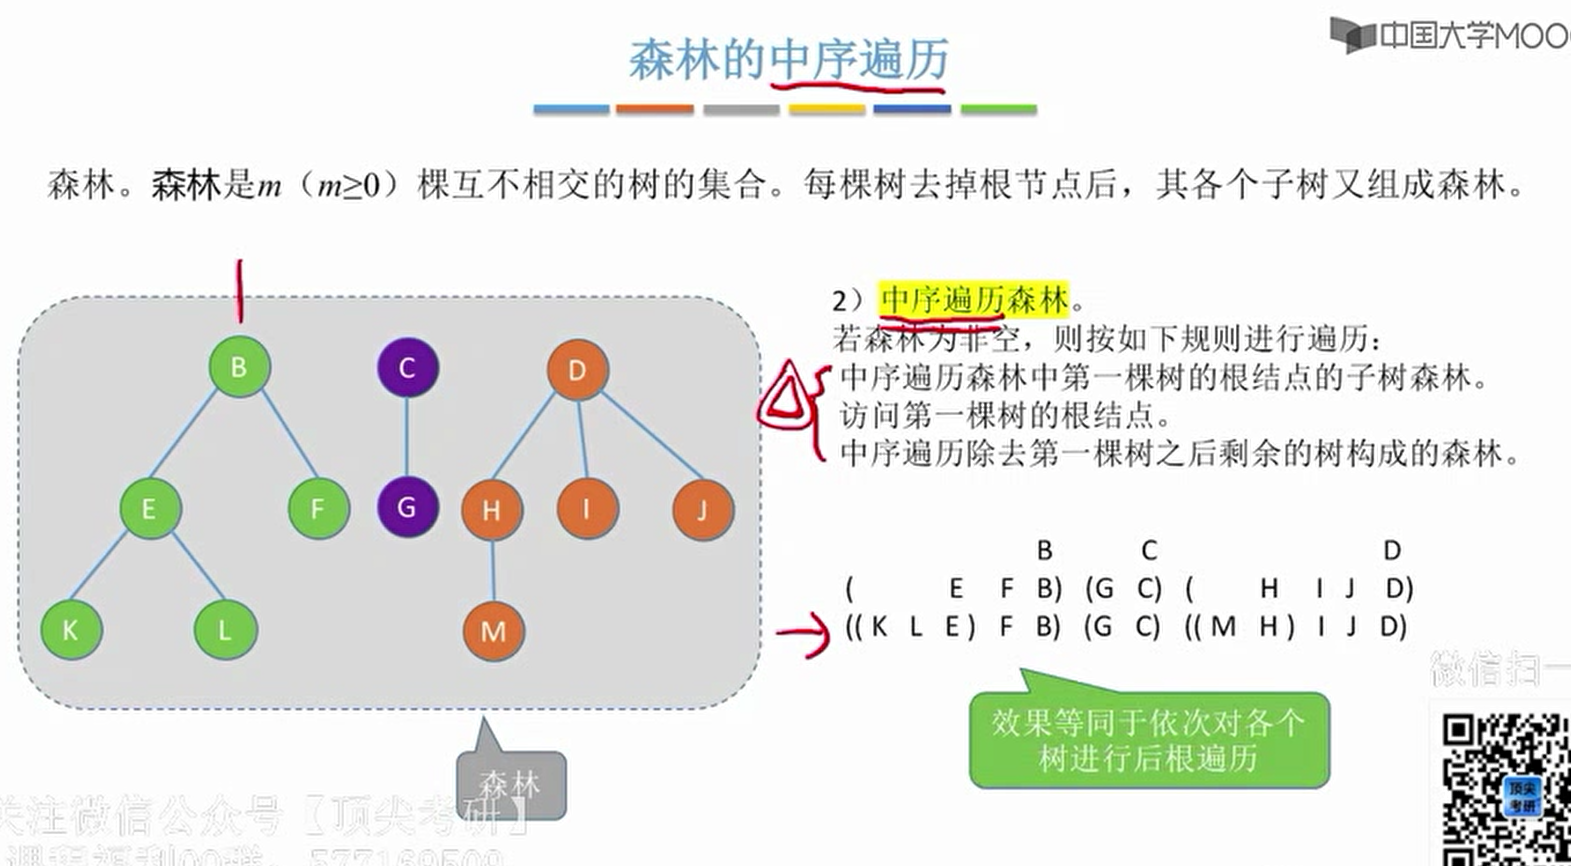 森林的中序遍历
中国大学MOO
森林。森林是m（m≥0）棵互不相交的树的集合。每棵树去掉根节点后，其各个子树又组成森林。
B
C
D
E
F
G
H
I
J
K
L
M
森林
2）中序遍历森林。
若森林为非空，则按如下规则进行遍历：
中序遍历森林中第一棵树的根结点的子树森林。
访问第一棵树的根结点。
中序遍历除去第一棵树之后剩余的树构成的森林。
B C D
( E F B) (G C) ( H I J D)
((K L E) F B) (G C) ((M H) I J D)
效果等同于依次对各个
树进行后根遍历
微信扫一
顶尖
考研
关注微信公众号【顶尖考研】